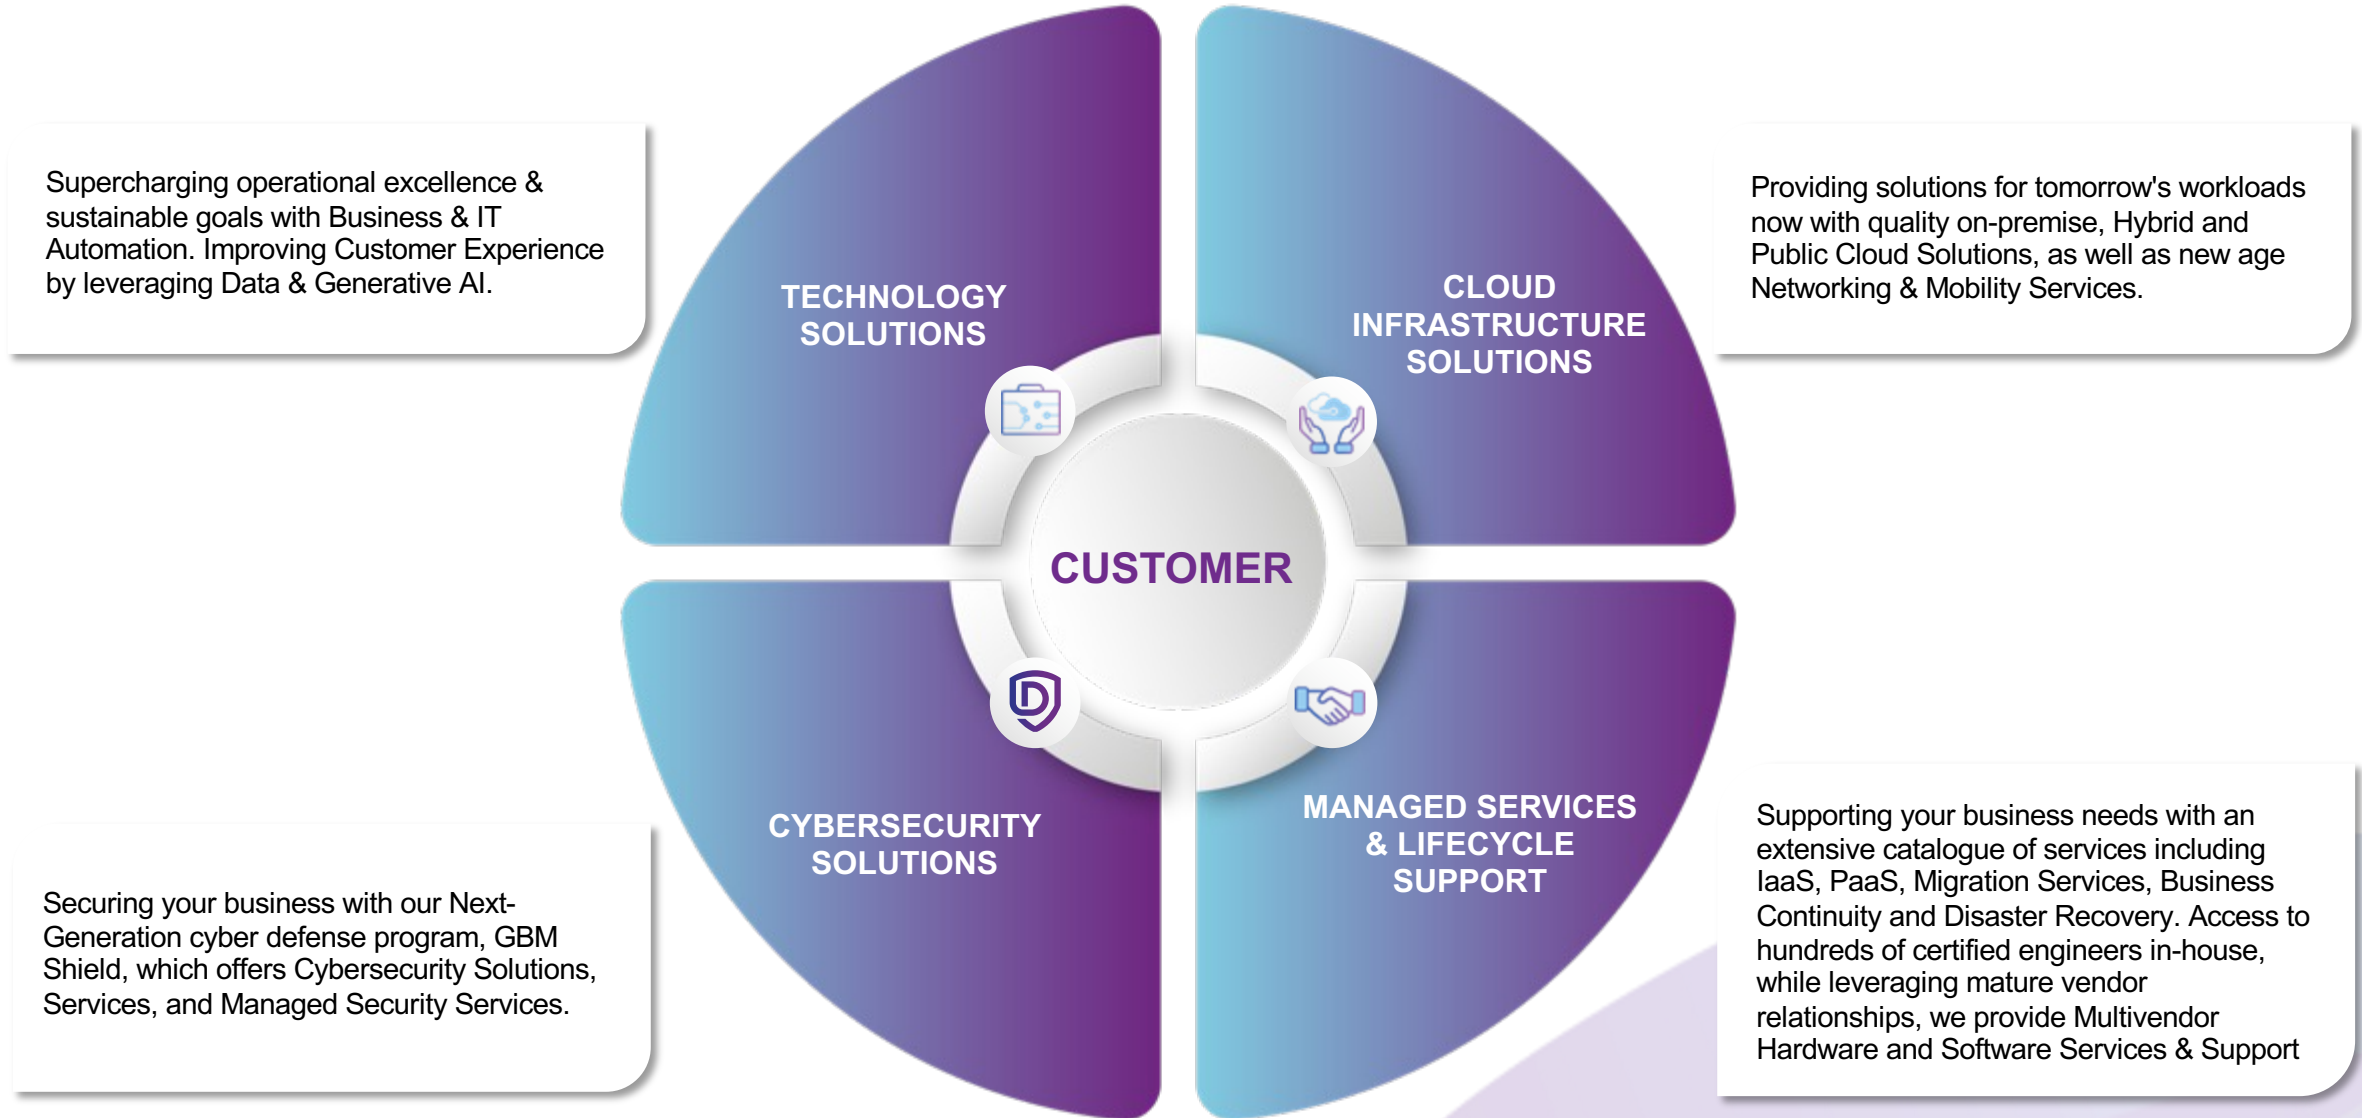 Supercharging operational excellence &
sustainable goals with Business & IT
Automation. Improving Customer Experience
by leveraging Data & Generative AI.
TECHNOLOGY
SOLUTIONS
CLOUD
INFRASTRUCTURE
SOLUTIONS
Providing solutions for tomorrow's workloads
now with quality on-premise, Hybrid and
Public Cloud Solutions, as well as new age
Networking & Mobility Services.
CUSTOMER
CYBERSECURITY
SOLUTIONS
Securing your business with our Next-
Generation cyber defense program, GBM
Shield, which offers Cybersecurity Solutions,
Services, and Managed Security Services.
MANAGED SERVICES
& LIFECYCLE
SUPPORT
Supporting your business needs with an
extensive catalogue of services including
IaaS, PaaS, Migration Services, Business
Continuity and Disaster Recovery. Access to
hundreds of certified engineers in-house,
while leveraging mature vendor
relationships, we provide Multivendor
Hardware and Software Services & Support